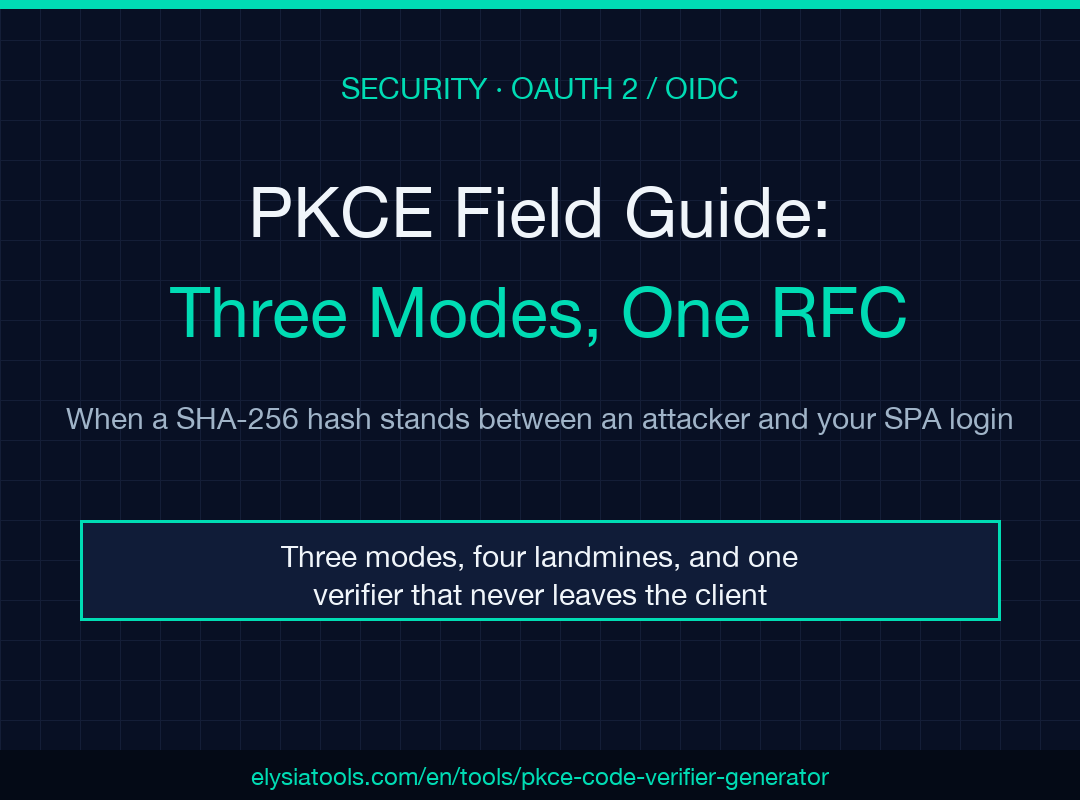 SECURITY · OAUTH 2 / OIDC
PKCE Field Guide:
Three Modes, One RFC
When a SHA-256 hash stands between an attacker and your SPA login
Three modes, four landmines, and one
verifier that never leaves the client
elysiatools.com/en/tools/pkce-code-verifier-generator